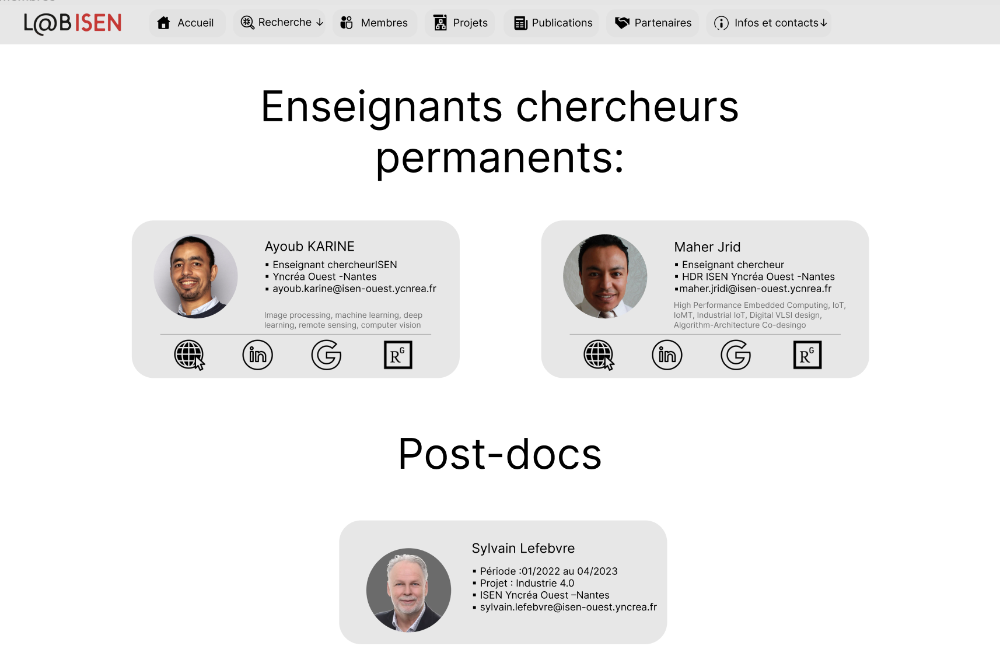 L@BISEN
Accueil
Recherche ↓
Membres
Projets
Publications
Partenaires
Infos et contacts↓
Enseignants chercheurs
permanents:
Ayoub KARINE
▪ Enseignant chercheurISEN
▪ Yncréa Ouest -Nantes
▪ ayoub.karine@isen-ouest.ycnrea.fr
Image processing, machine learning, deep
learning, remote sensing, computer vision
in
G
RG
Maher Jrid
▪ Enseignant chercheur
▪ HDR ISEN Yncréa Ouest -Nantes
▪maher.jridi@isen-ouest.ycnrea.fr
High Performance Embedded Computing, IoT,
IoMT, Industrial IoT, Digital VLSI design,
Algorithm-Architecture Co-desingo
in
G
RG
Post-docs
Sylvain Lefebvre
▪ Période :01/2022 au 04/2023
▪ Projet : Industrie 4.0
▪ ISEN Yncréa Ouest –Nantes
▪ sylvain.lefebvre@isen-ouest.yncrea.fr